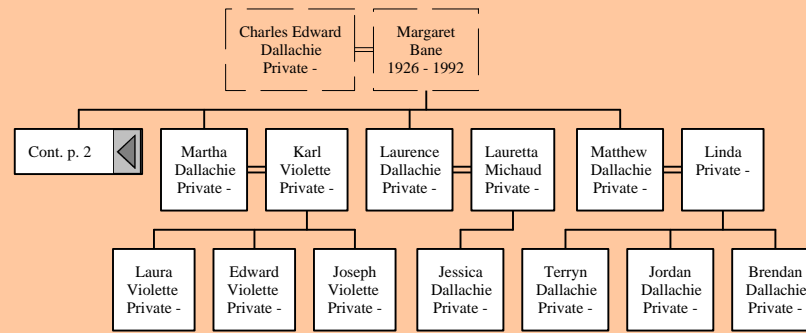 Charles Edward
Dallachie
Private -
Margaret
Bane
1926 - 1992
Cont. p. 2
Martha
Dallachie
Private -
Karl
Violette
Private -
Laurence
Dallachie
Private -
Lauretta
Michaud
Private -
Matthew
Dallachie
Private -
Linda
Private -
Laura
Violette
Private -
Edward
Violette
Private -
Joseph
Violette
Private -
Jessica
Dallachie
Private -
Terryn
Dallachie
Private -
Jordan
Dallachie
Private -
Brendan
Dallachie
Private -